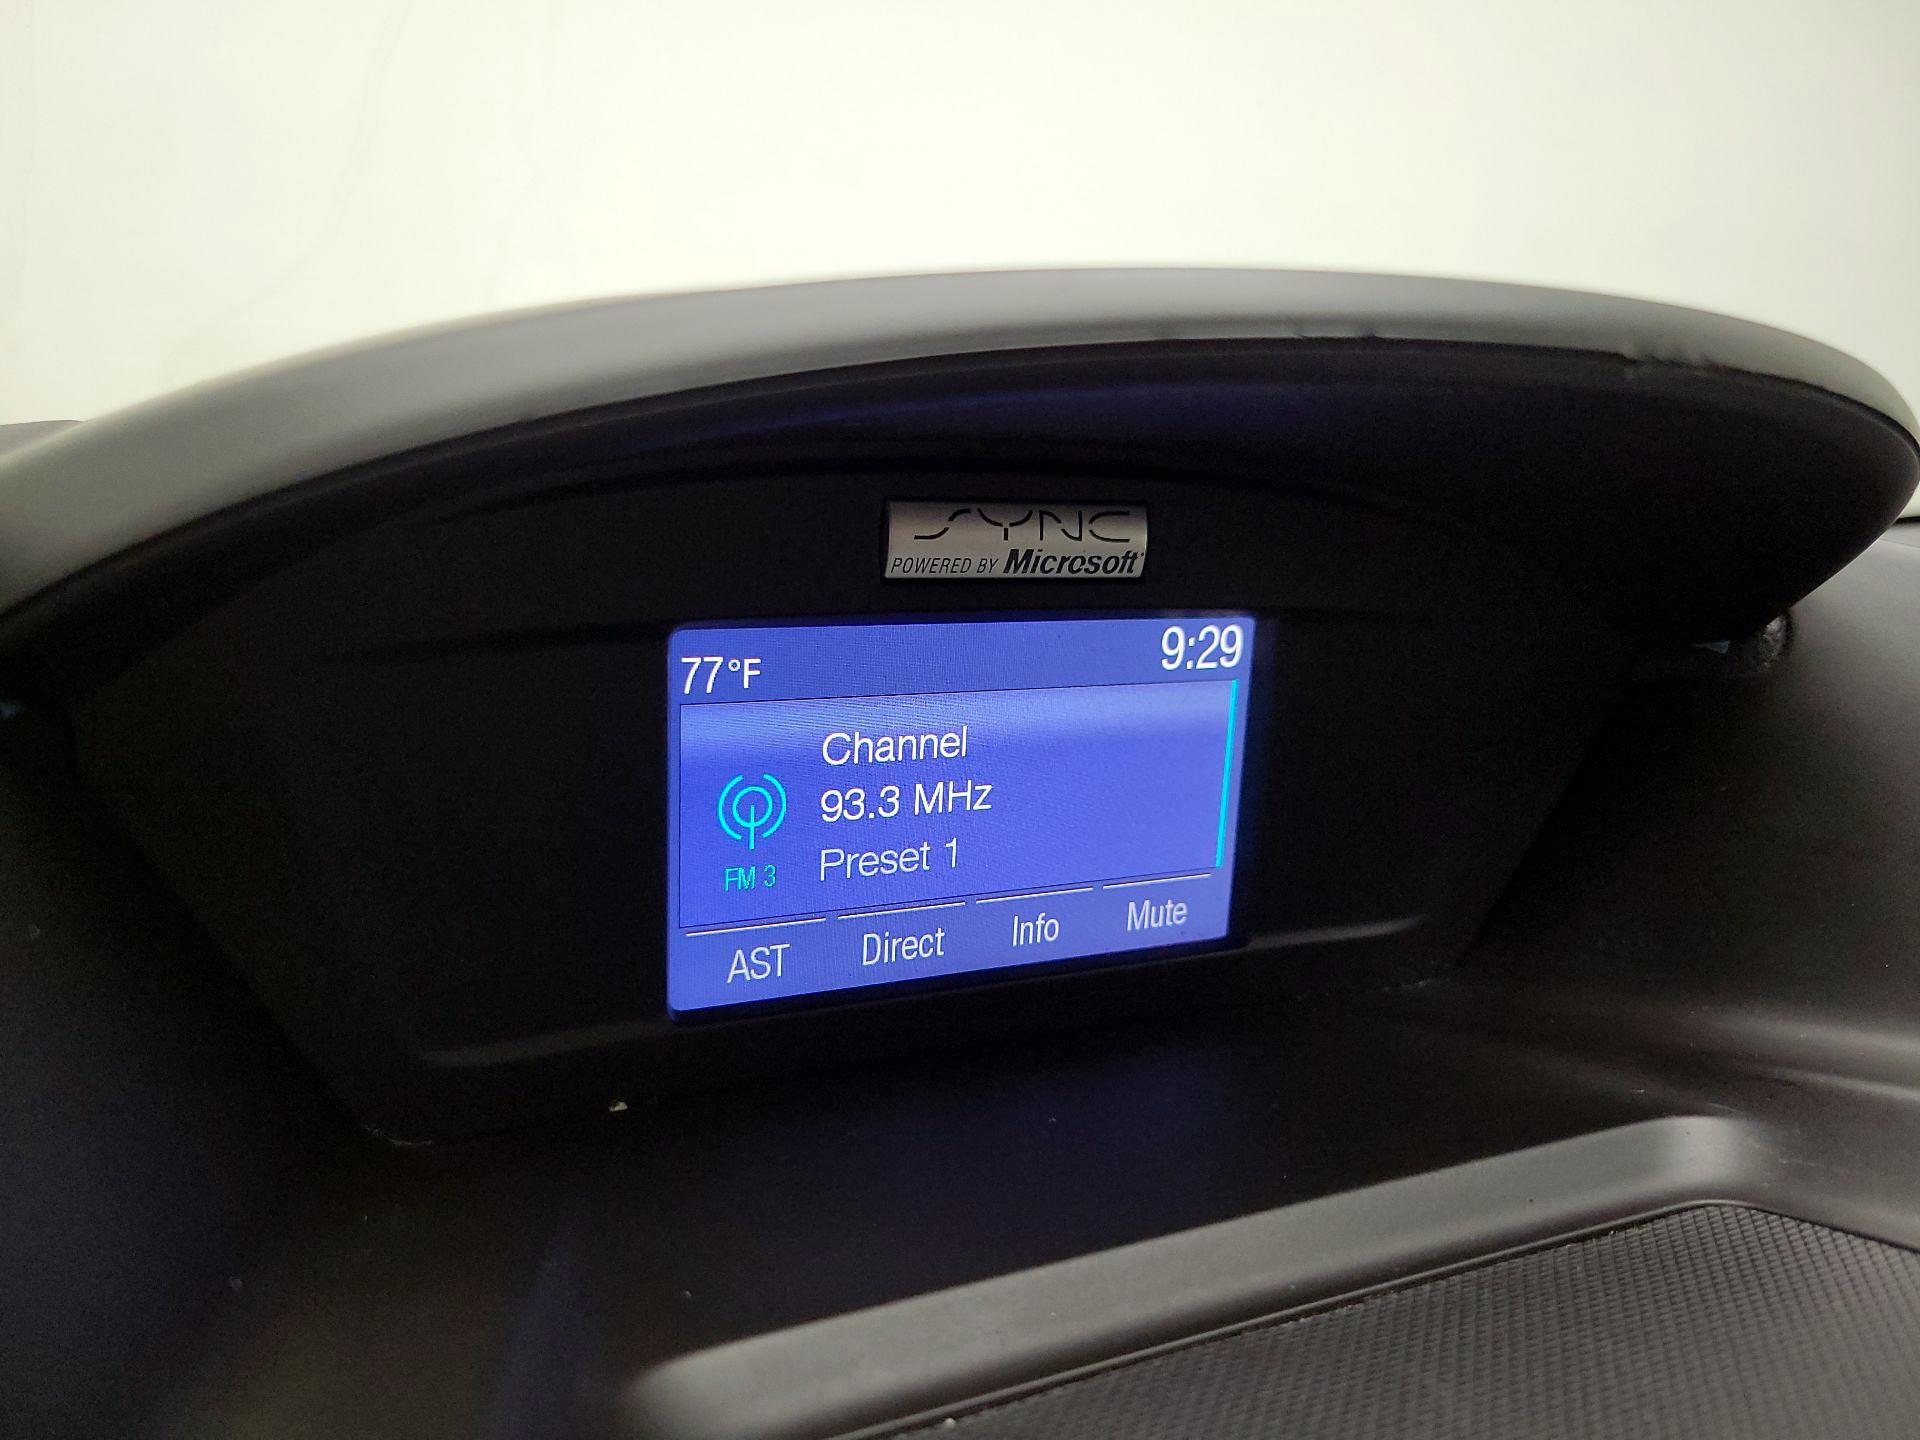 SYNC
POWERED BY Microsoft
77°F 9:29
Channel
93.3 MHz
Preset 1
FM 3
AST Direct Info Mute